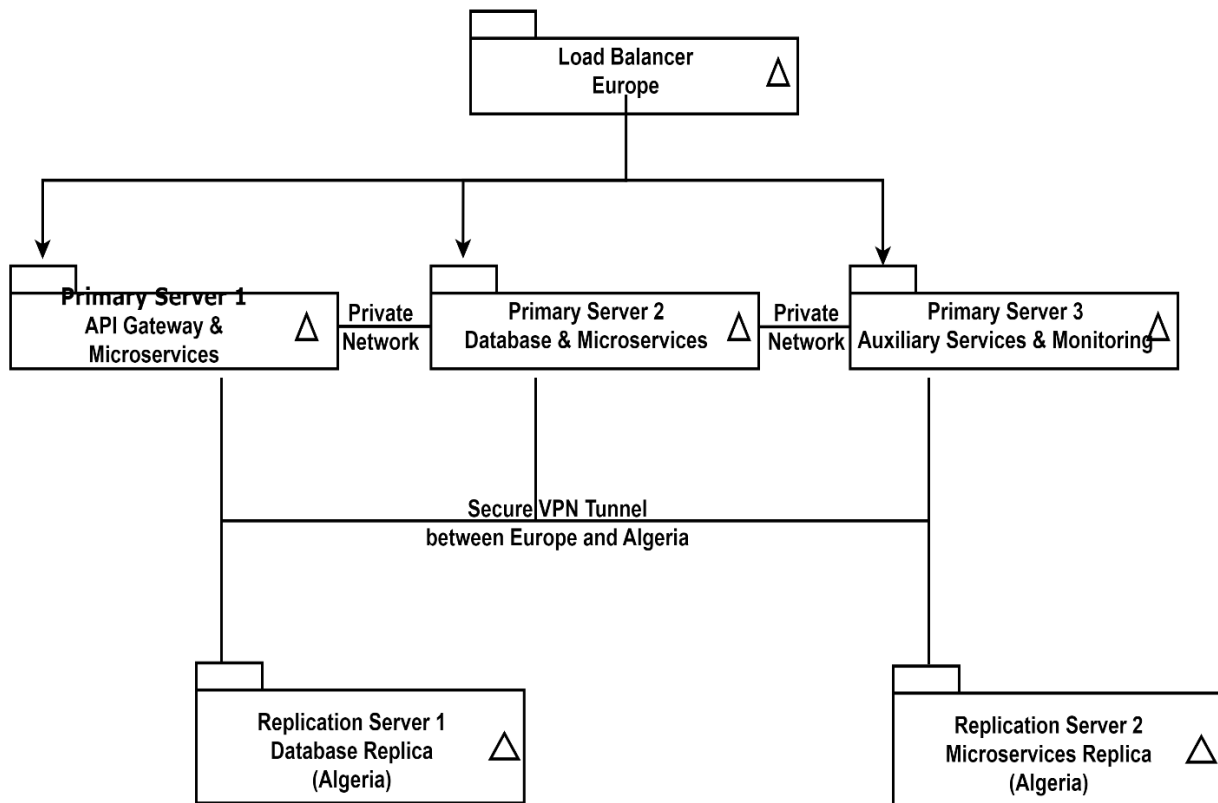 Load Balancer
Europe
Primary Server 1
API Gateway &
Microservices
Private
Network
Primary Server 2
Database & Microservices
Private
Network
Primary Server 3
Auxiliary Services & Monitoring
Secure VPN Tunnel
between Europe and Algeria
Replication Server 1
Database Replica
(Algeria)
Replication Server 2
Microservices Replica
(Algeria)